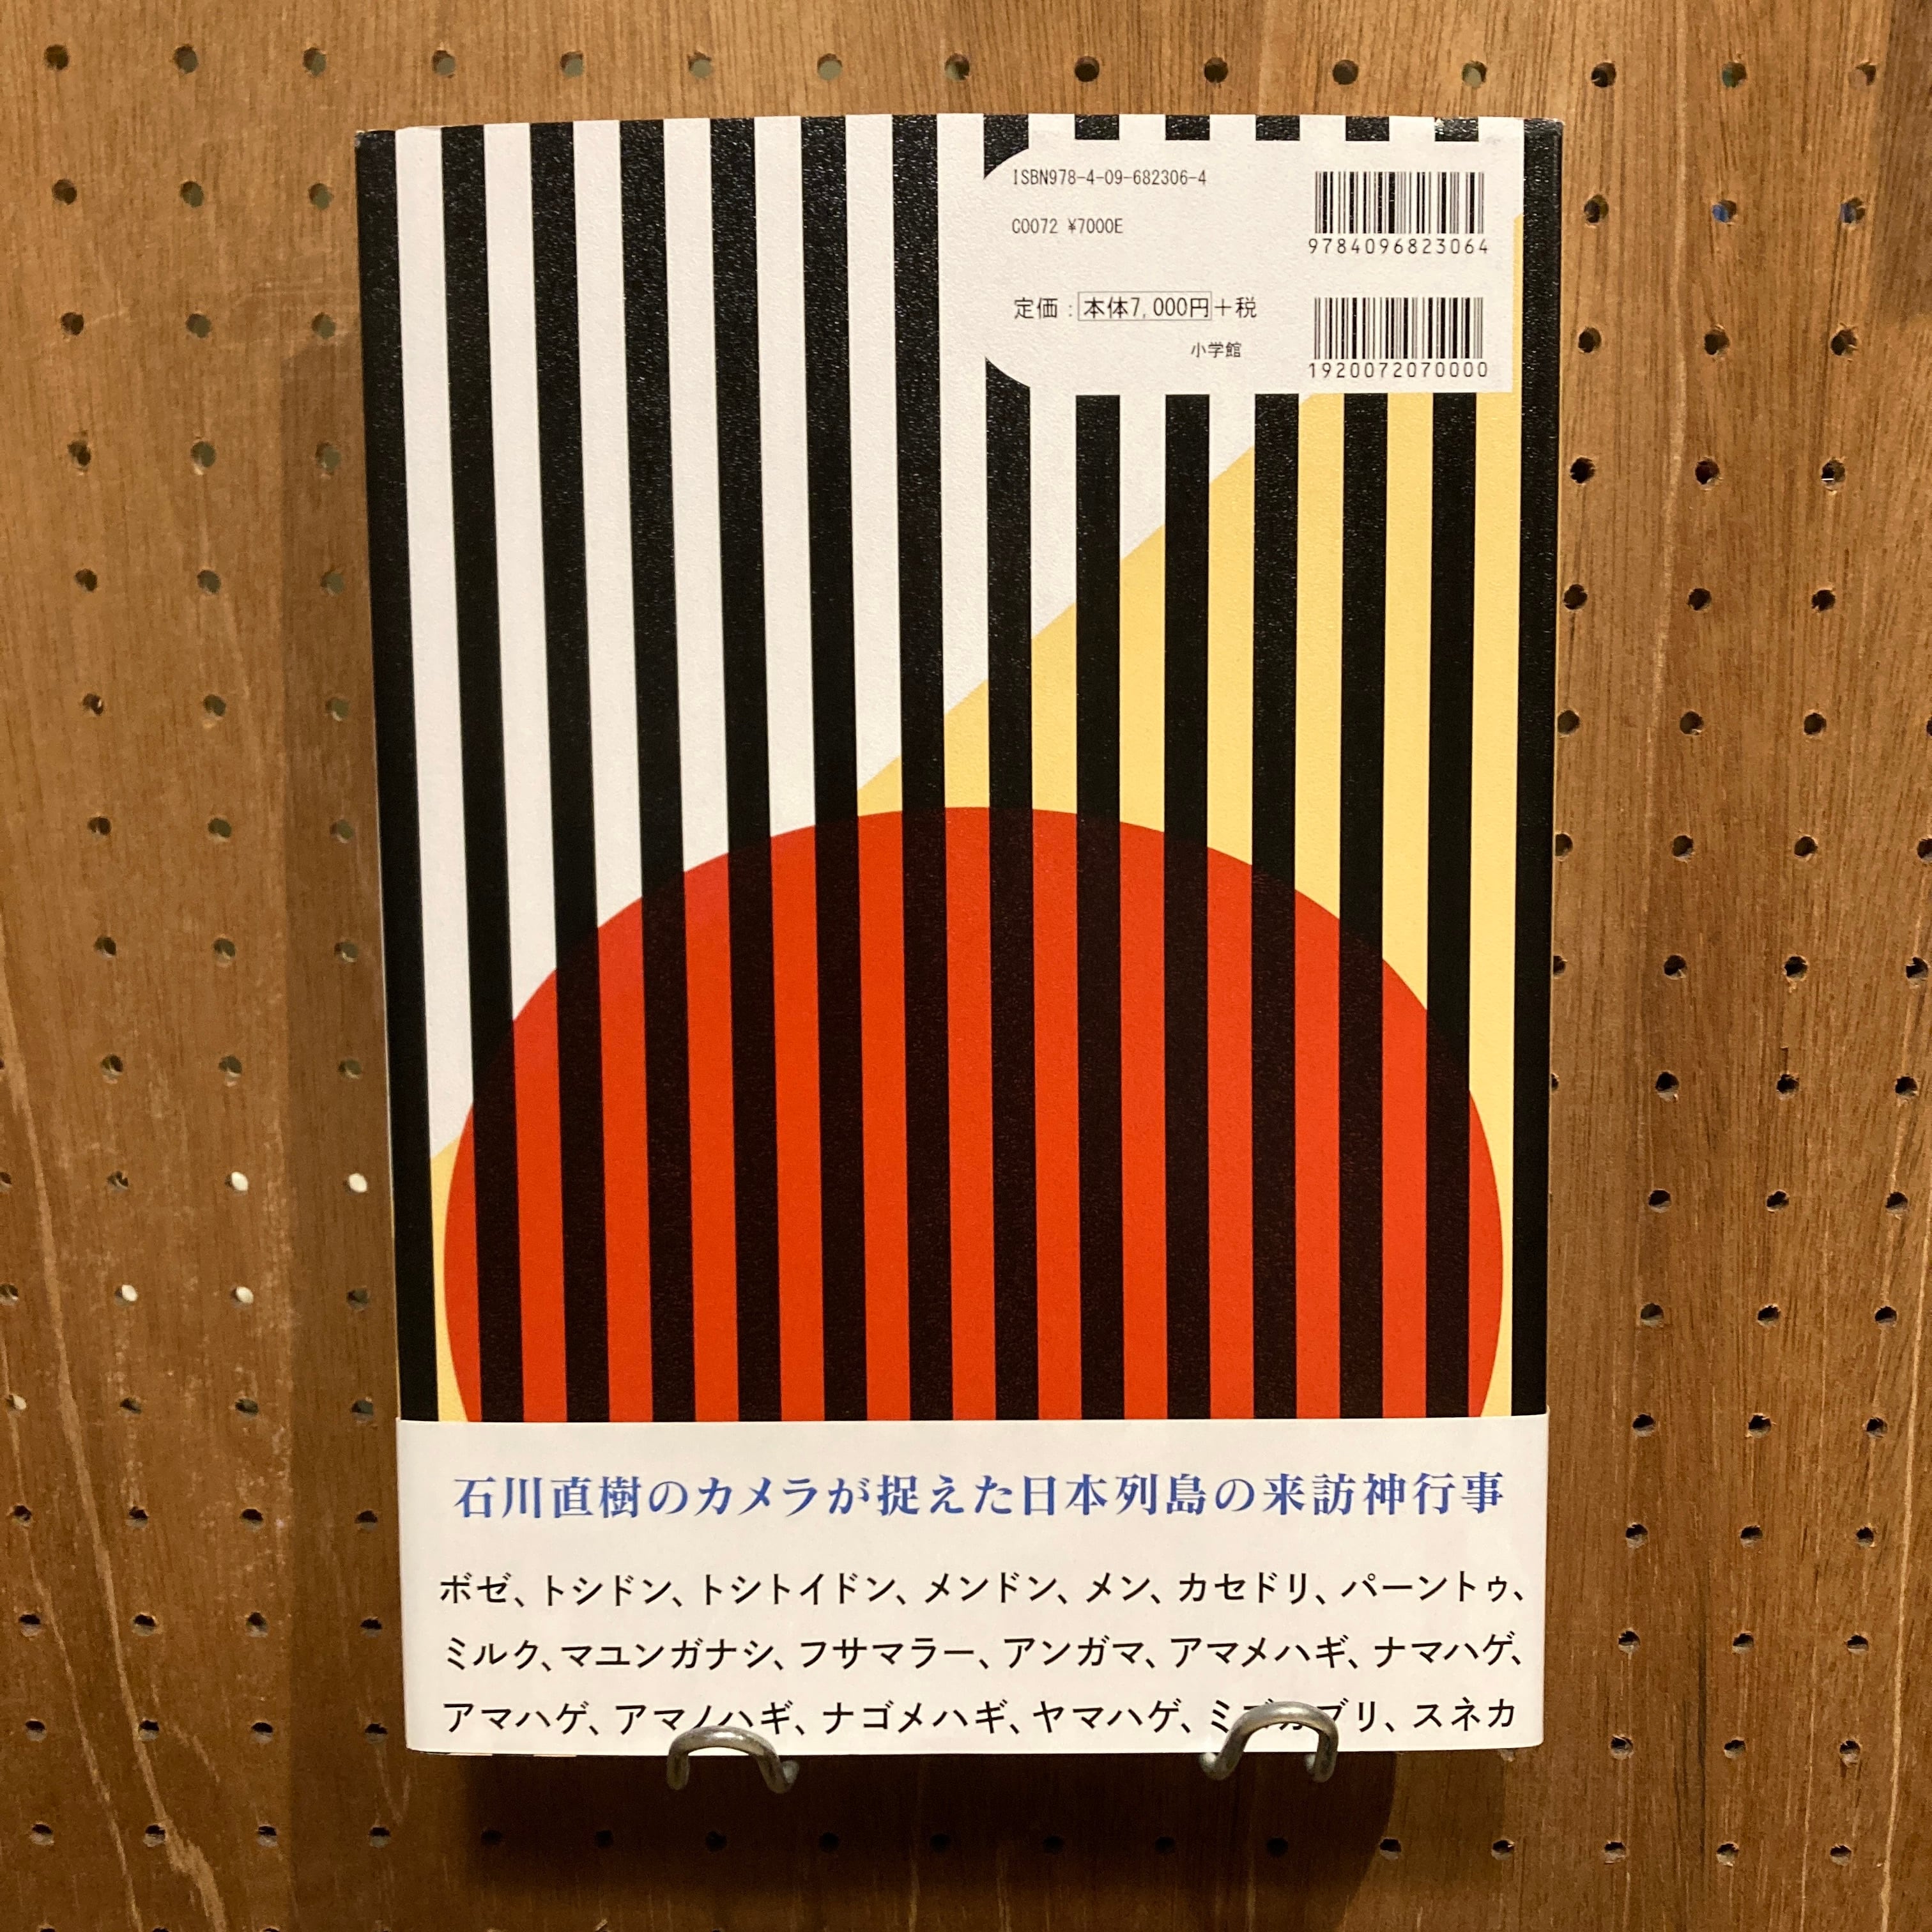 ISBN978-4-09-682306-4
C0072 ¥7000E
9784096823064
定価：本体7,000円＋税
小学館
1920072070000
石川直樹のカメラが捉えた日本列島の来訪神行事
ボゼ、トシドン、トシトイドン、メンドン、メン、カセドリ、パーントゥ、
ミルク、マユンガナシ、フサマラー、アンガマ、アマメハギ、ナマハゲ、
アマハゲ、アマノハギ、ナゴメハギ、ヤマハゲ、スネカ